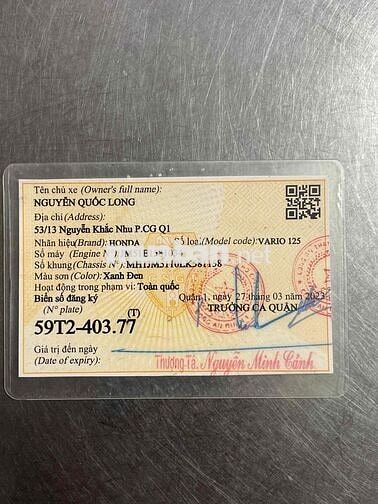 Tên chủ xe (Owner's full name):
NGUYỄN QUỐC LONG
Địa chỉ (Address):
53/13 Nguyễn Khắc Nhu P.CG Q1
Nhãn hiệu(Brand): HONDA Số loại(Model code): VARIO 125
Số máy (Engine
Số khung(Chassis N°):
Màu sơn (Color): Xanh Đen
Hoạt động trong phạm vi: Toàn quốc
Biển số đăng ký Quận 1, ngày 27 tháng 03 năm 2023
(N° plate) TRƯỞNG CA QUẬN
59T2-403.77 (T)
Giá trị đến ngày
(Date of expiry): Thượng Tá: Nguyễn Minh Cảnh